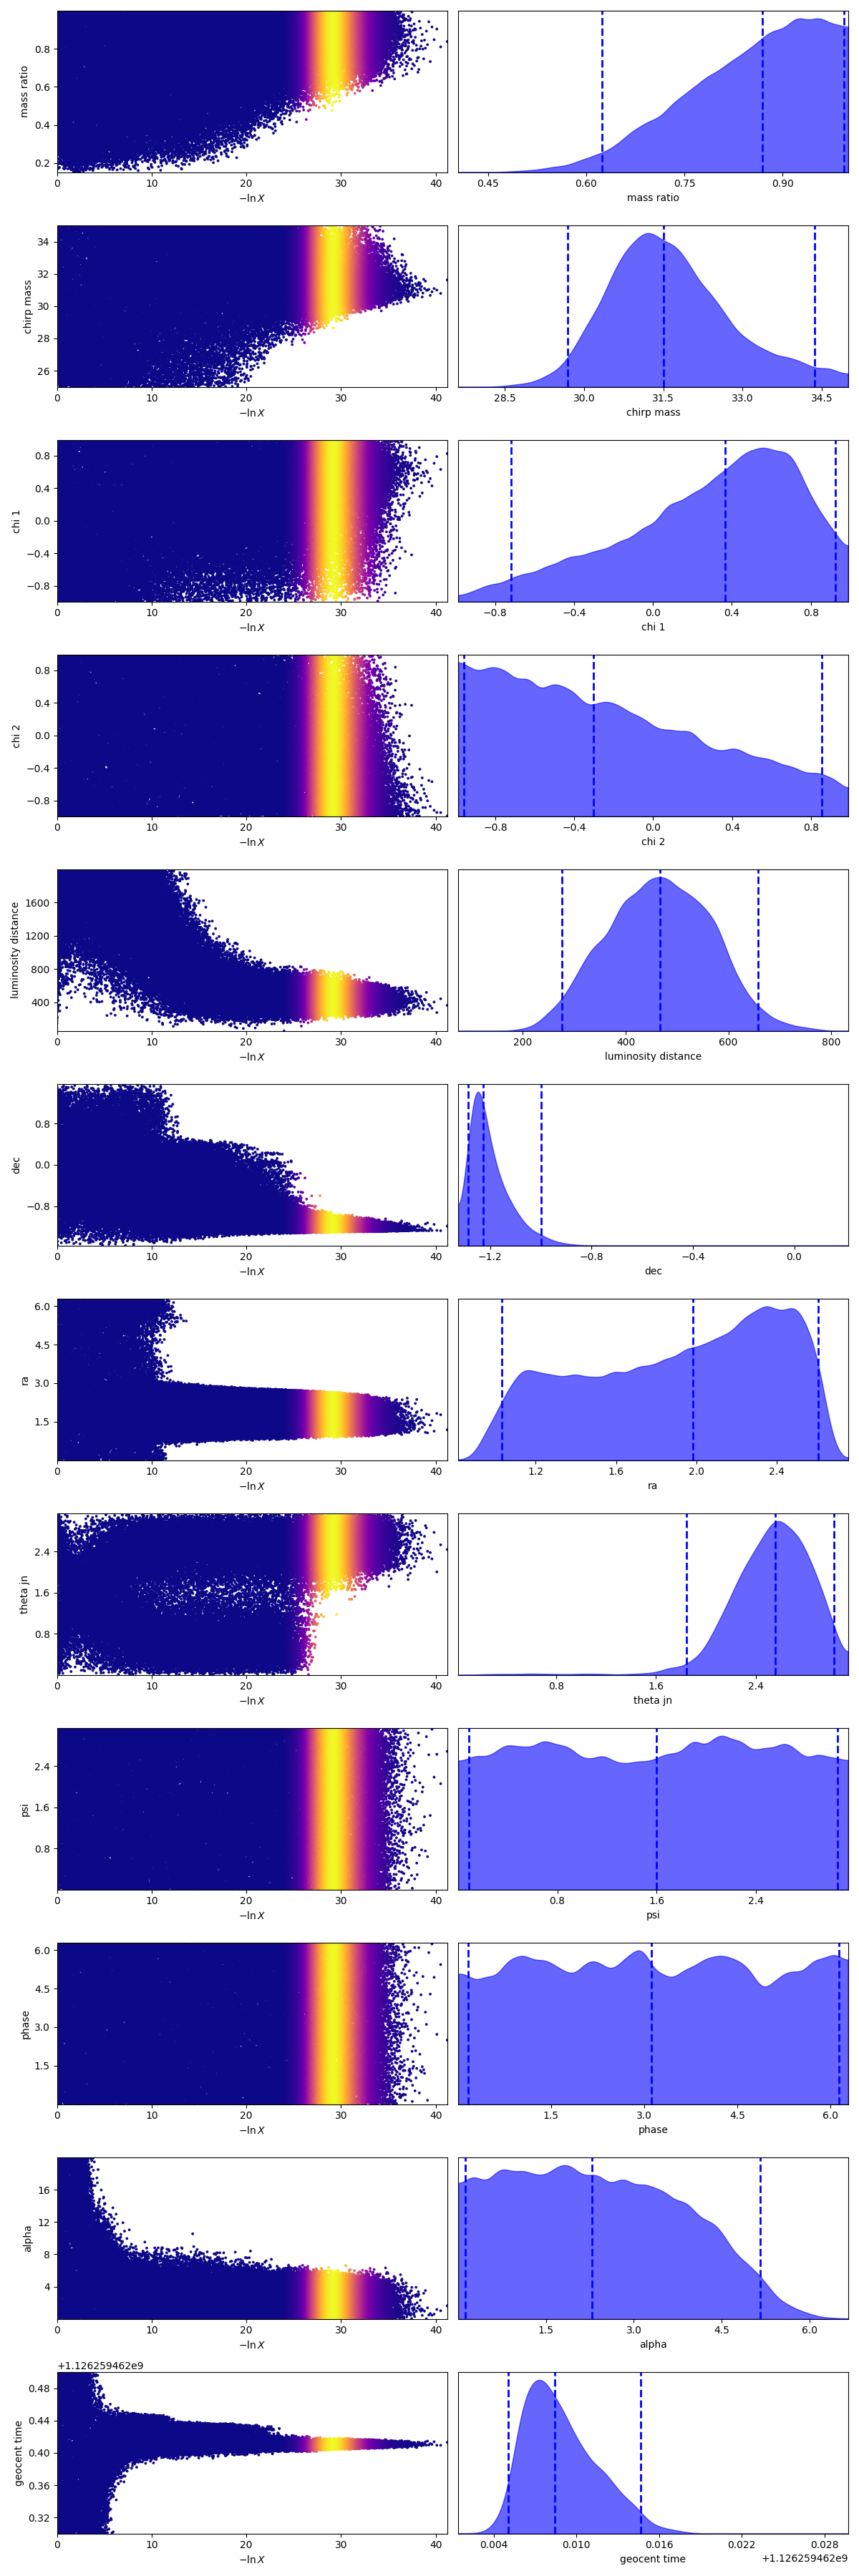 0.8
0.6
0.4
0.2
mass ratio
0 10 20 30 40
−ln X
0.45 0.60 0.75 0.90
mass ratio
34
32
30
28
26
chirp mass
0 10 20 30 40
−ln X
28.5 30.0 31.5 33.0 34.5
chirp mass
0.8
0.4
0.0
−0.4
−0.8
chi 1
0 10 20 30 40
−ln X
−0.8 −0.4 0.0 0.4 0.8
chi 1
0.8
0.4
0.0
−0.4
−0.8
chi 2
0 10 20 30 40
−ln X
−0.8 −0.4 0.0 0.4 0.8
chi 2
1600
1200
800
400
luminosity distance
0 10 20 30 40
−ln X
200 400 600 800
luminosity distance
0.8
0.0
−0.8
dec
0 10 20 30 40
−ln X
−1.2 −0.8 −0.4 0.0
dec
6.0
4.5
3.0
1.5
ra
0 10 20 30 40
−ln X
1.2 1.6 2.0 2.4
ra
2.4
1.6
0.8
theta jn
0 10 20 30 40
−ln X
0.8 1.6 2.4
theta jn
2.4
1.6
0.8
psi
0 10 20 30 40
−ln X
0.8 1.6 2.4
psi
6.0
4.5
3.0
1.5
phase
0 10 20 30 40
−ln X
1.5 3.0 4.5 6.0
phase
16
12
8
4
alpha
0 10 20 30 40
−ln X
1.5 3.0 4.5 6.0
alpha
+1.126259462e9
0.48
0.44
0.40
0.36
0.32
geocent time
0 10 20 30 40
−ln X
0.004 0.010 0.016 0.022 0.028
geocent time
+1.126259462e9